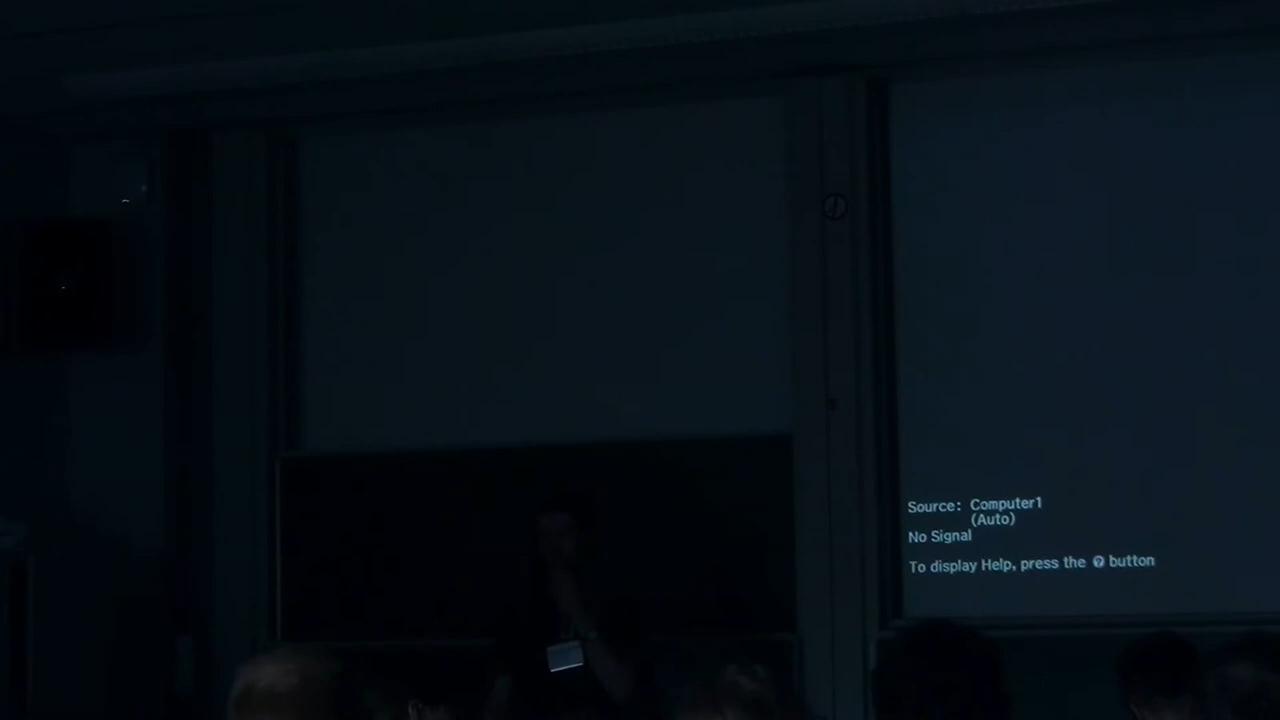 Source: Computer1
(Auto)
No Signal
To display Help, press the ? button